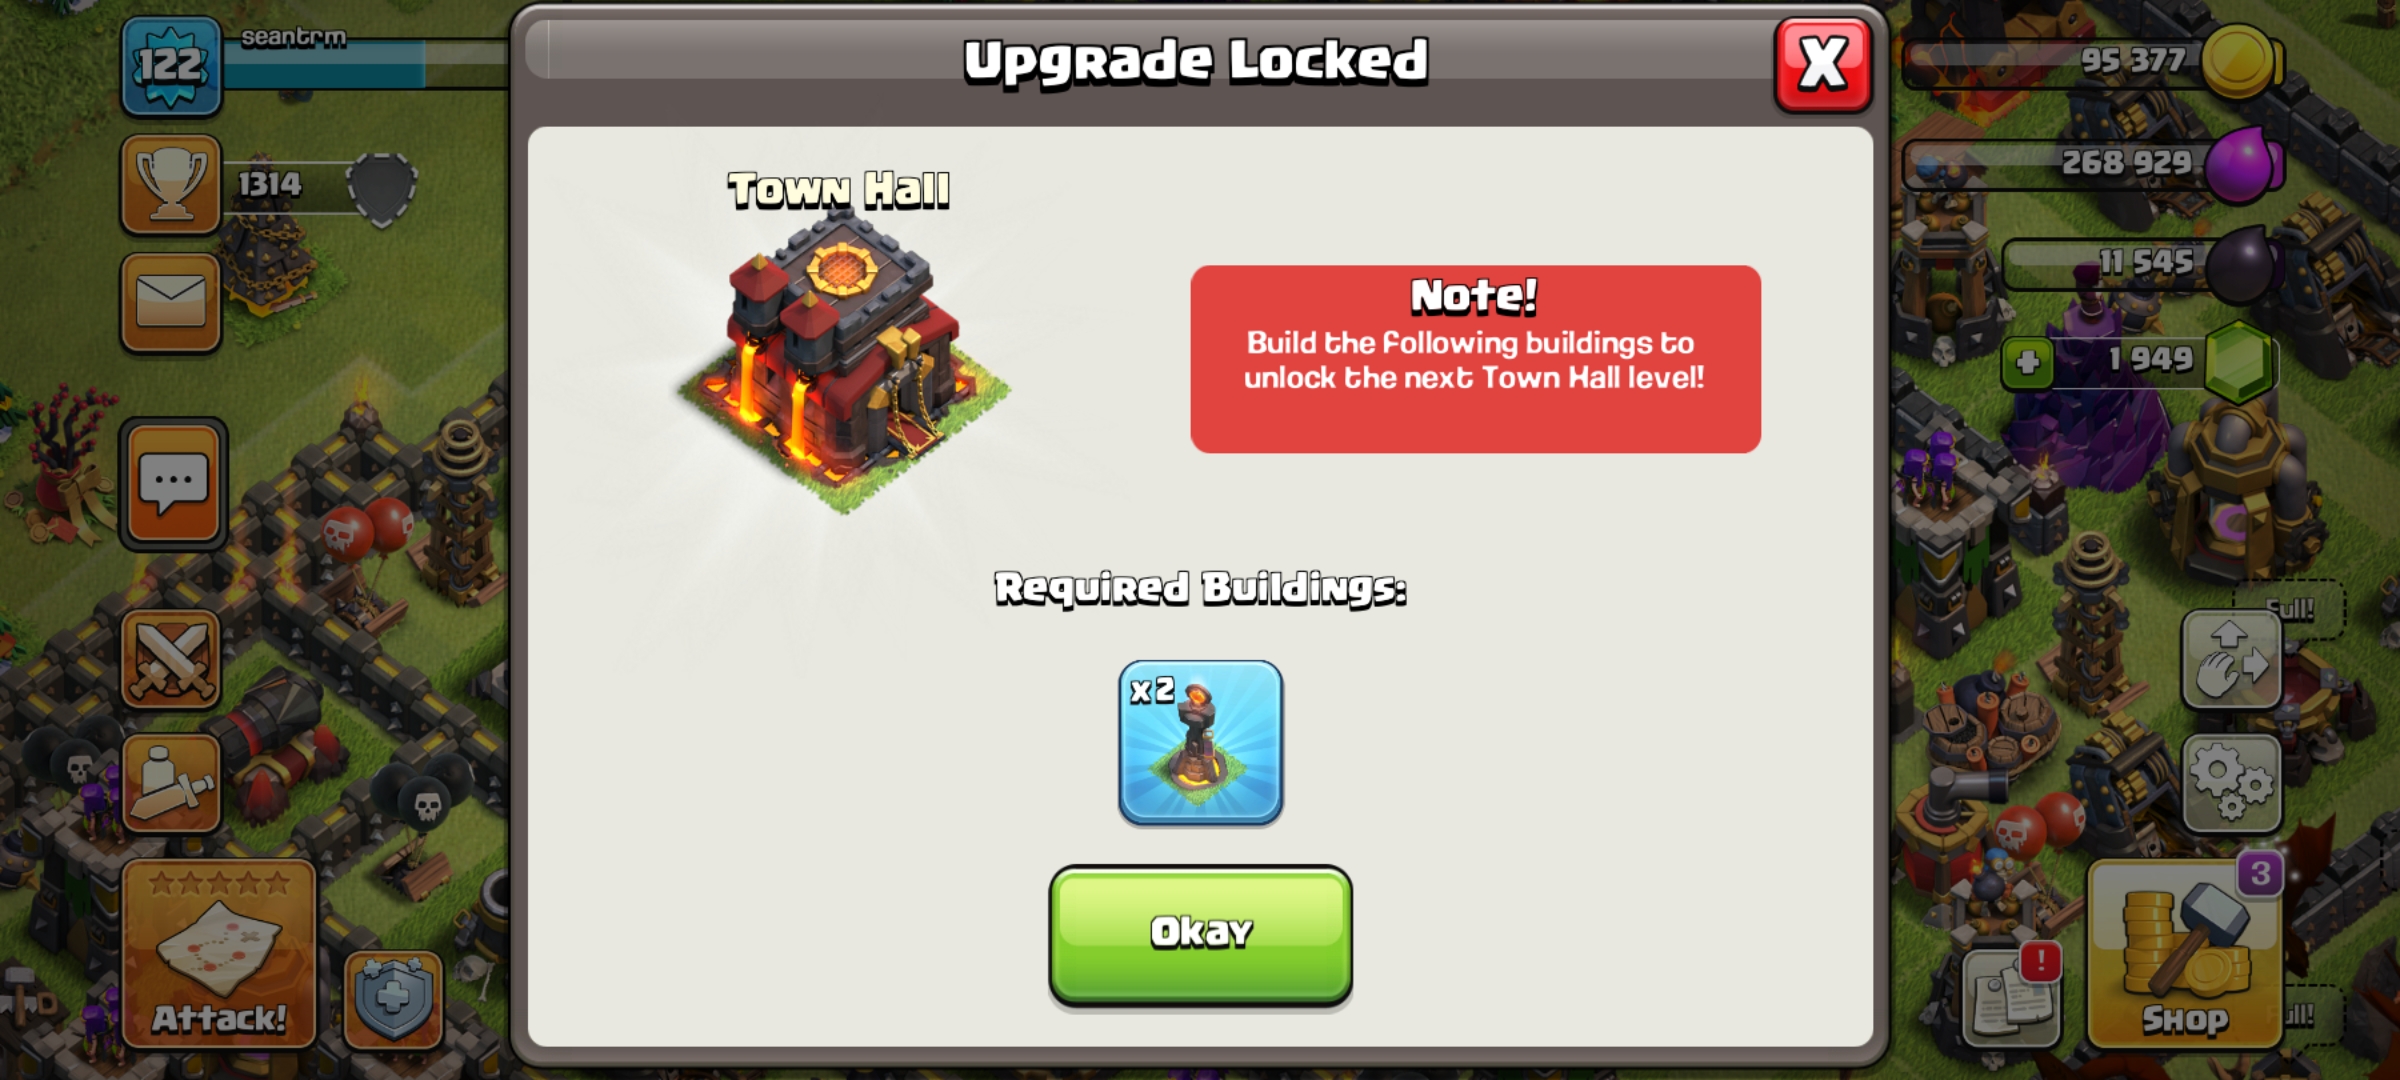 122
seantrm
1314
Upgrade Locked
X
95 377
268 929
11 545
1 949
Town Hall
Note!
Build the following buildings to
unlock the next Town Hall level!
Required Buildings:
x2
Okay
Full!
3
!
Attack!
Shop